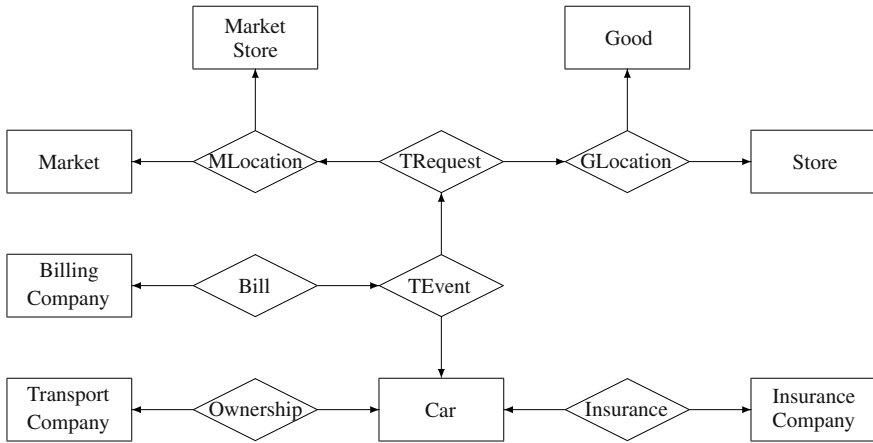 Market
Store
Good
Market
MLocation
TRequest
GLocation
Store
Billing
Company
Bill
TEvent
Transport
Company
Ownership
Car
Insurance
Insurance
Company